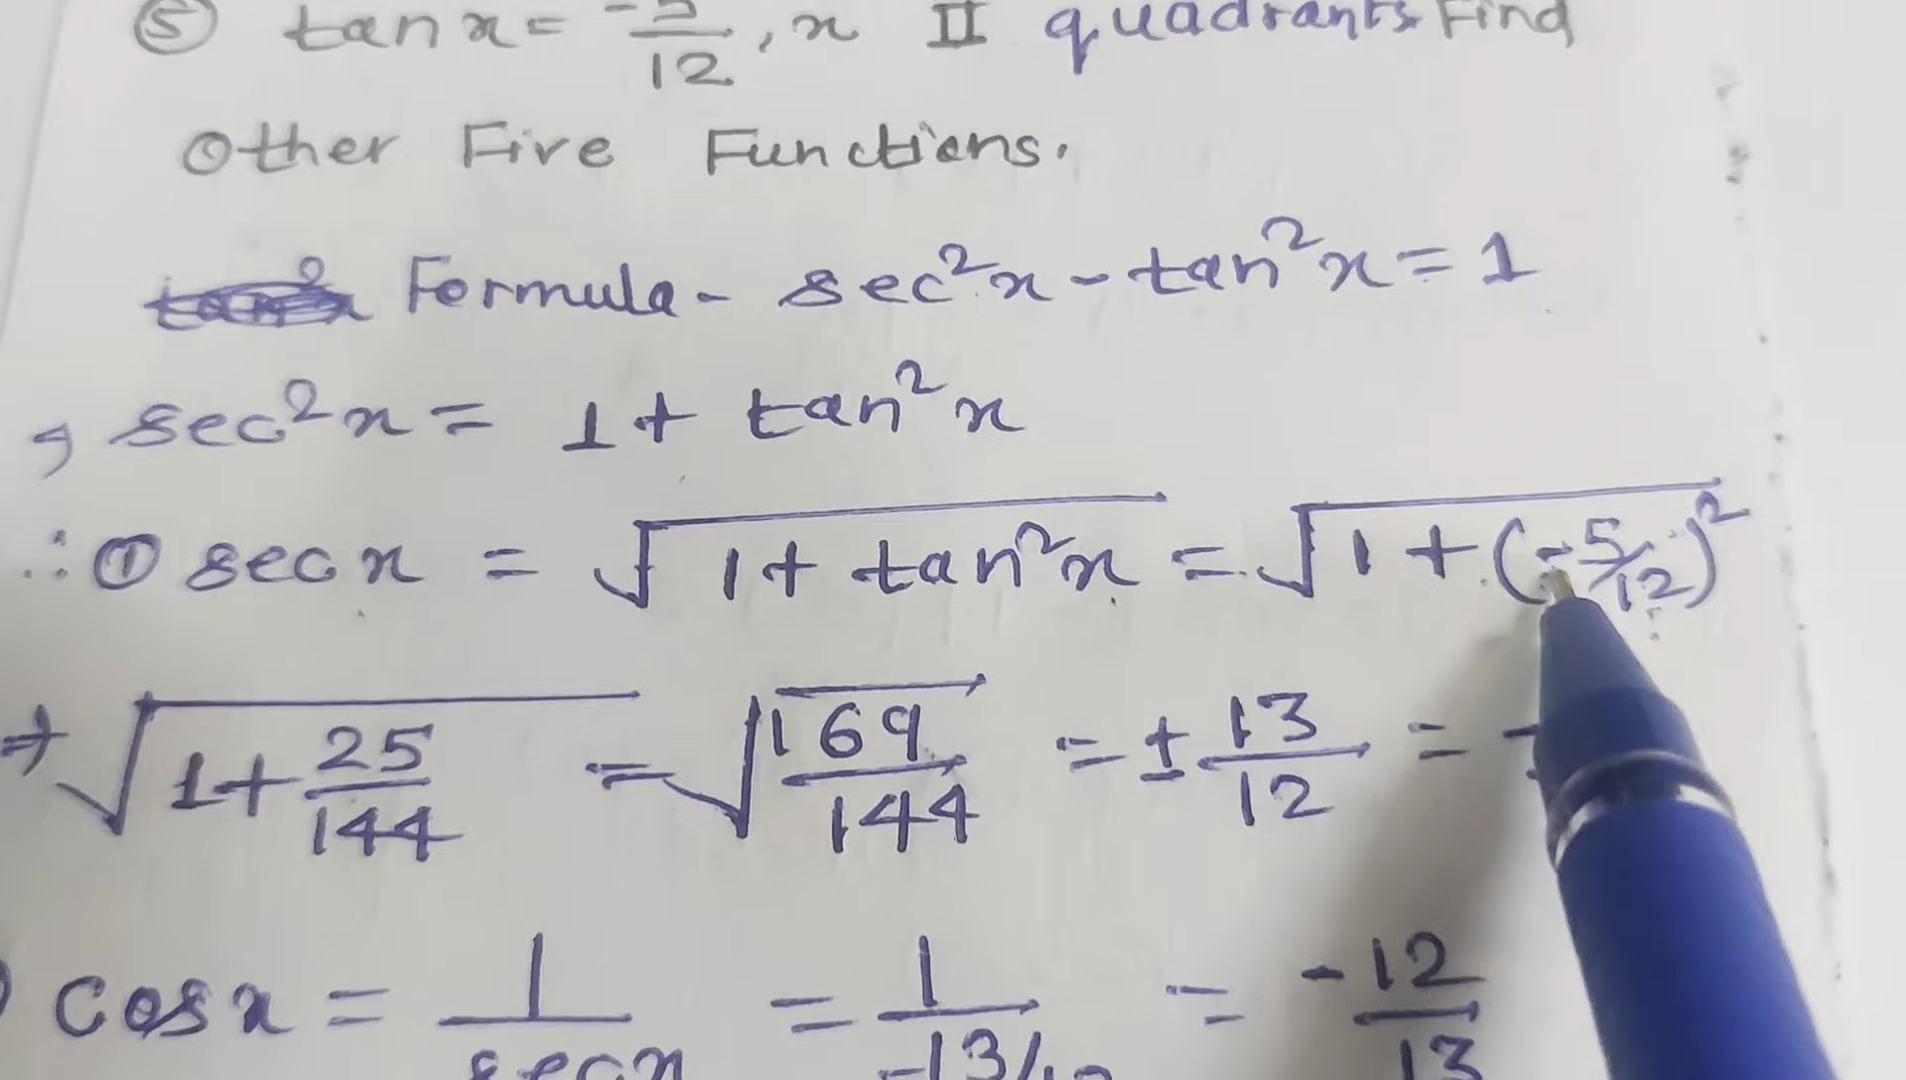 ⑤ tan x = -5/12, x II quadrants Find
Other Five Functions.
Formula - sec²x - tan²x = 1
sec²x = 1 + tan²x
∴ ① sec x = √(1 + tan²x) = √(1 + (-5/12)²)
⇒ √(1 + 25/144) = √(169/144) = ± 13/12 = -
cos x = 1/sec x = 1/-13/12 = -12/13